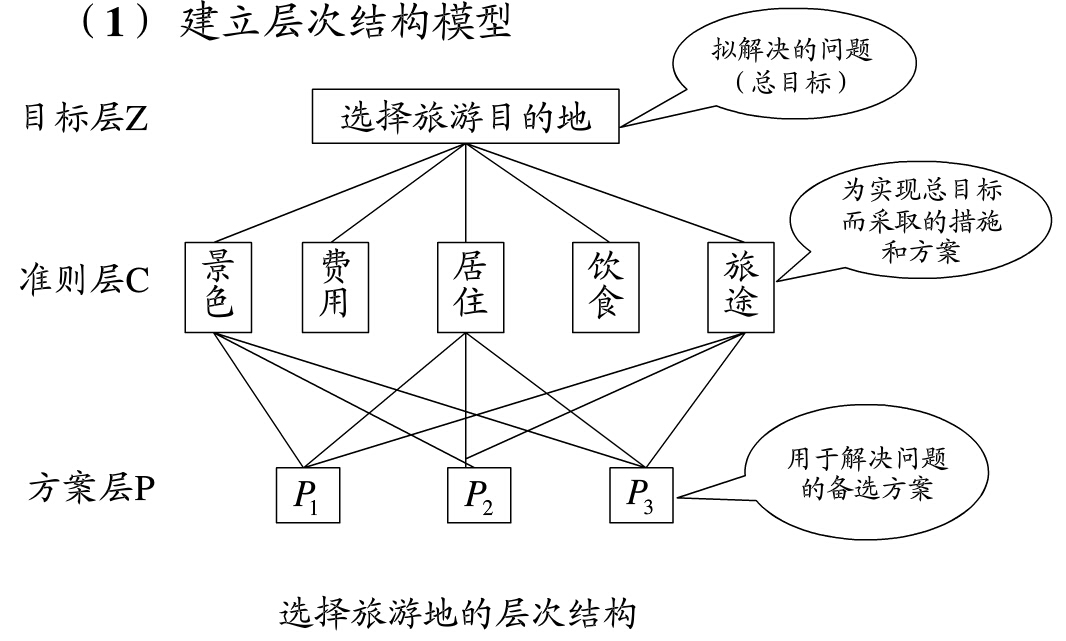 （1） 建立层次结构模型
拟解决的问题
（总目标）
目标层Z
选择旅游目的地
为实现总目标
而采取的措施
和方案
准则层C
景色
费用
居住
饮食
旅途
用于解决问题
的备选方案
方案层P
P1
P2
P3
选择旅游地的层次结构